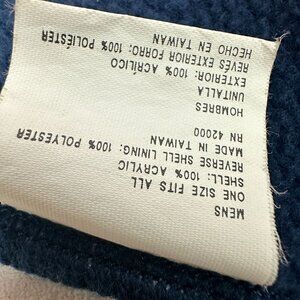 MENS
ONE SIZE FITS ALL
SHELL: 100% ACRYLIC
REVERSE SHELL LINING: 100% POLYESTER
MADE IN TAIWAN
RN 42000
HOMBRES
UNITALLA
EXTERIOR: 100% ACRÍLICO
REVÉS EXTERIOR FORRO: 100% POLIÉSTER
HECHO EN TAIWAN